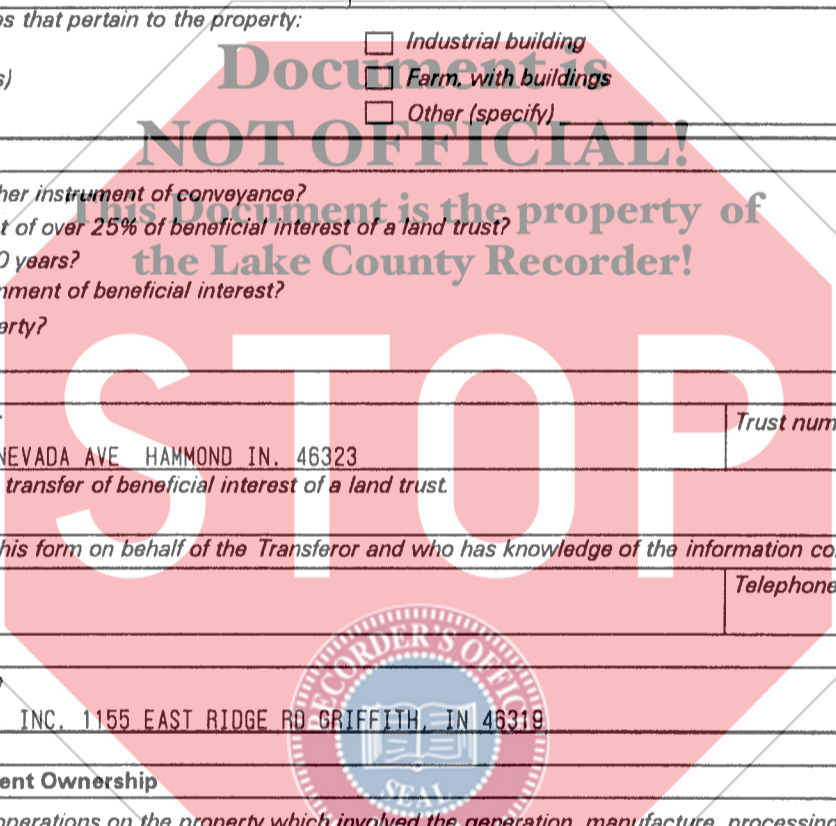 es that pertain to the property:
Industrial building
s)
Farm, with buildings
Other (specify)
Document is
NOT OFFICIAL!
This Document is the property of
the Lake County Recorder!
her instrument of conveyance?
t of over 25% of beneficial interest of a land trust?
0 years?
nment of beneficial interest?
erty?
STOP
Trust num
NEVADA AVE HAMMOND IN. 46323
transfer of beneficial interest of a land trust.
his form on behalf of the Transferor and who has knowledge of the information co
Telephone
RECORDER'S OFFIC
INC. 1155 EAST RIDGE RD GRIFFITH, IN 46319
SEAL
ent Ownership
operations on the property which involved the generation, manufacture, processing